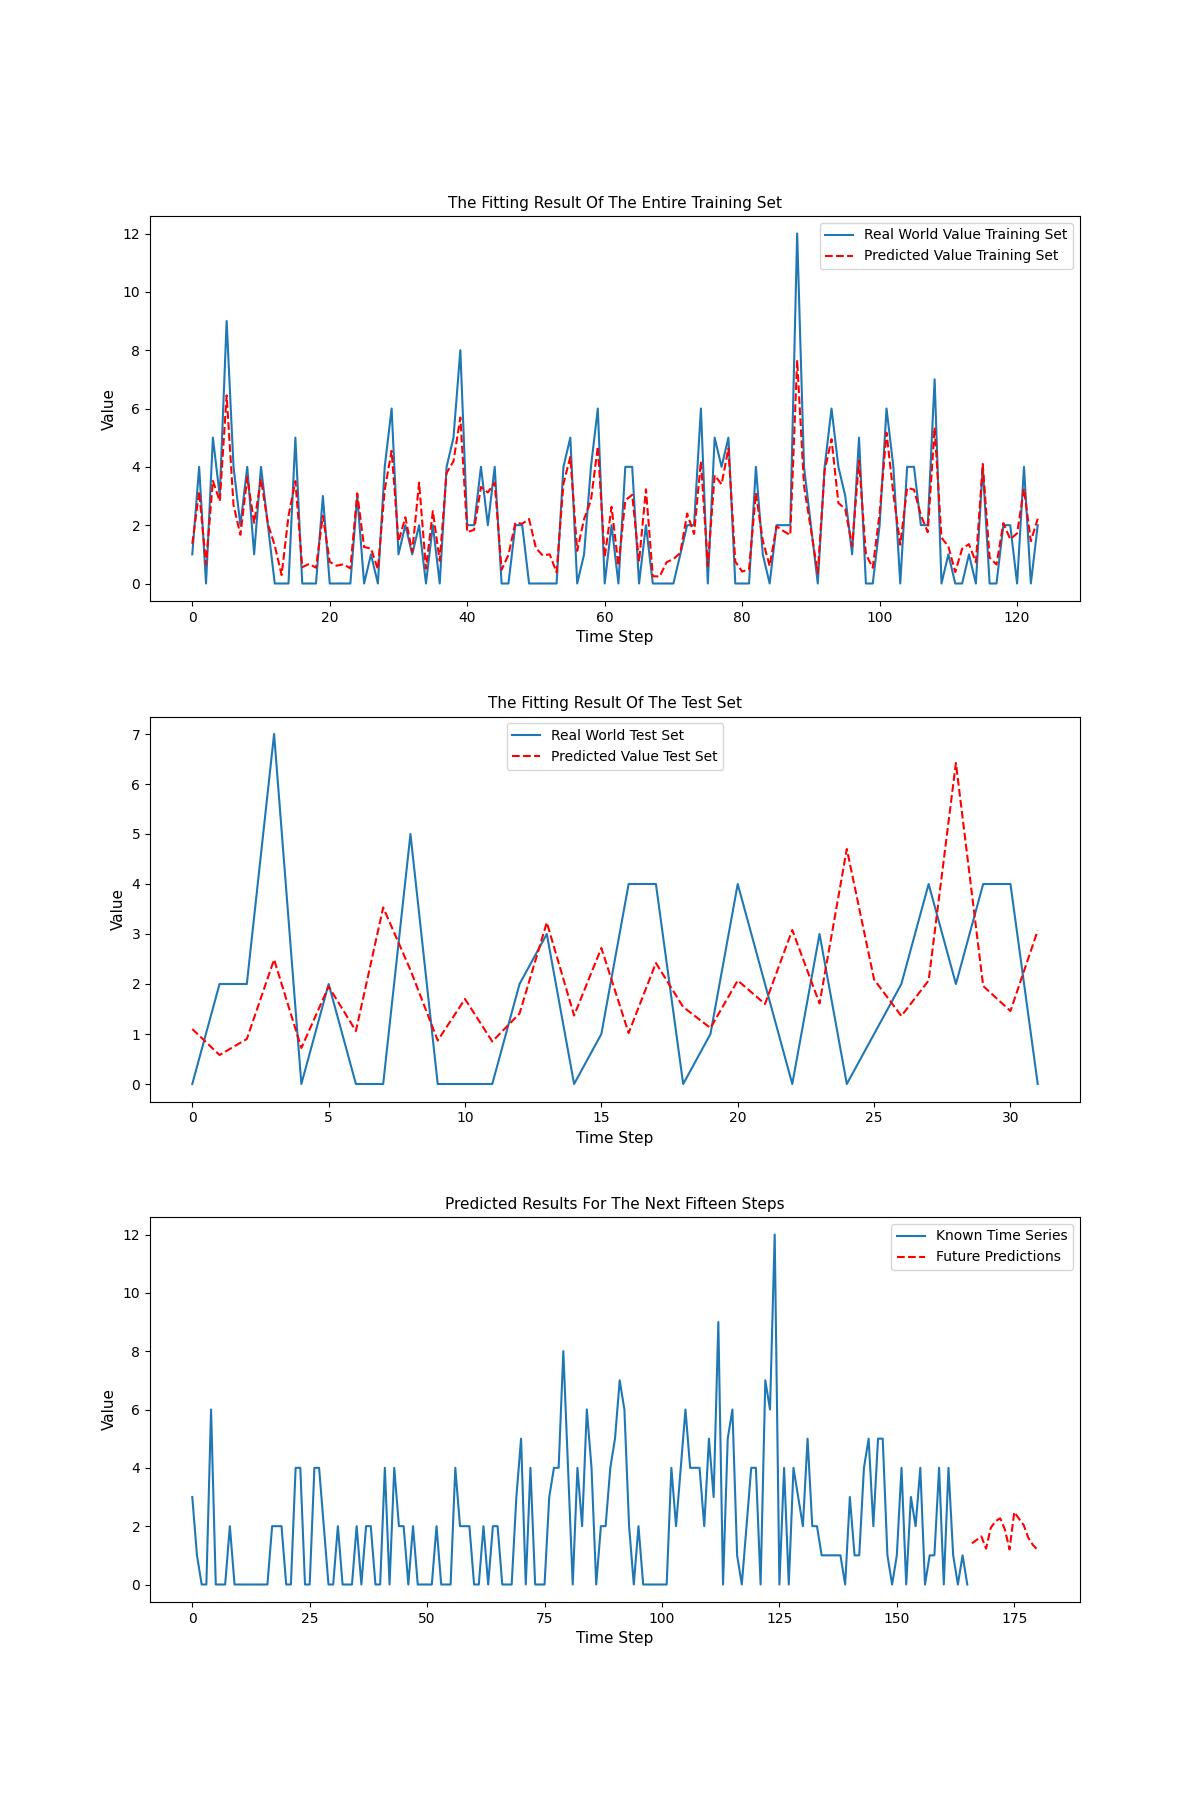 The Fitting Result Of The Entire Training Set
Real World Value Training Set
Predicted Value Training Set
Value
12
10
8
6
4
2
0
0 20 40 60 80 100 120
Time Step
The Fitting Result Of The Test Set
Real World Test Set
Predicted Value Test Set
Value
7
6
5
4
3
2
1
0
0 5 10 15 20 25 30
Time Step
Predicted Results For The Next Fifteen Steps
Known Time Series
Future Predictions
Value
12
10
8
6
4
2
0
0 25 50 75 100 125 150 175
Time Step